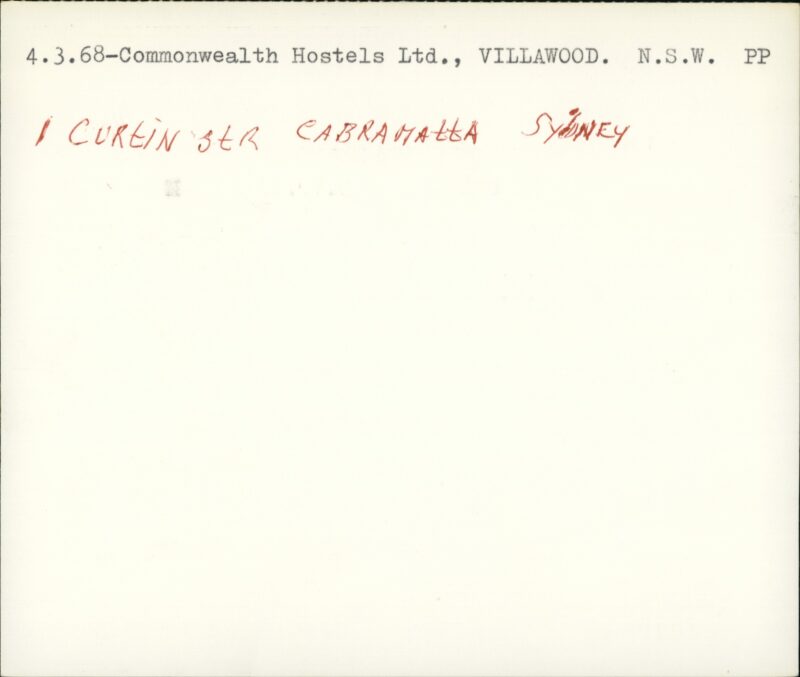 4.3.68-Commonwealth Hostels Ltd., VILLAWOOD. N.S.W. PP
1 CURtiN StR CABRAMAttA SYDNEY